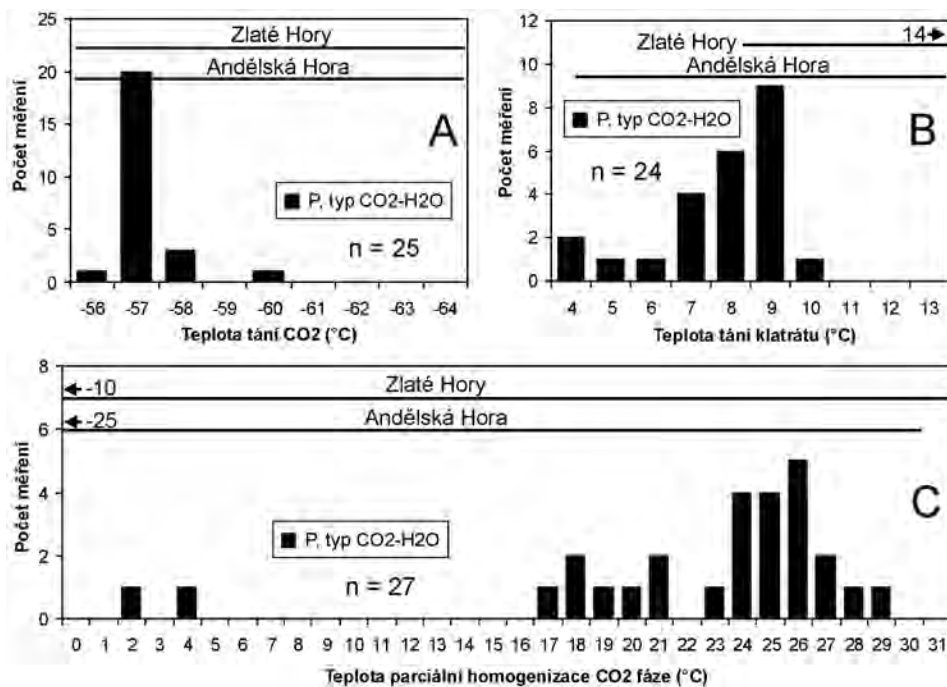 25
20
15
10
5
0
Počet měření
Zlaté Hory
Andělská Hora
A
P, typ CO2-H2O
n = 25
-56 -57 -58 -59 -60 -61 -62 -63 -64
Teplota tání CO2 (°C)
12
10
8
6
4
2
0
Počet měření
14
Zlaté Hory
Andělská Hora
B
P, typ CO2-H2O
n = 24
4 5 6 7 8 9 10 11 12 13
Teplota tání klatrátu (°C)
8
6
4
2
0
Počet měření
-10
Zlaté Hory
-25
Andělská Hora
C
P, typ CO2-H2O
n = 27
0 1 2 3 4 5 6 7 8 9 10 11 12 13 14 15 16 17 18 19 20 21 22 23 24 25 26 27 28 29 30 31
Teplota parciální homogenizace CO2 fáze (°C)